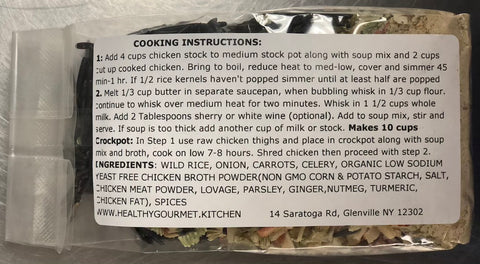 COOKING INSTRUCTIONS:
1: Add 4 cups chicken stock to medium stock pot along with soup mix and 2 cups
cut up cooked chicken. Bring to boil, reduce heat to med-low, cover and simmer 45
min-1 hr. If 1/2 rice kernels haven't popped simmer until at least half are popped
2. Melt 1/3 cup butter in separate saucepan, when bubbling whisk in 1/3 cup flour.
continue to whisk over medium heat for two minutes. Whisk in 1 1/2 cups whole
milk. Add 2 Tablespoons sherry or white wine (optional). Add to soup mix, stir and
serve. If soup is too thick add another cup of milk or stock. Makes 10 cups
Crockpot: In Step 1 use raw chicken thighs and place in crockpot along with soup
mix and broth, cook on low 7-8 hours. Shred chicken then proceed with step 2.
INGREDIENTS: WILD RICE, ONION, CARROTS, CELERY, ORGANIC LOW SODIUM
YEAST FREE CHICKEN BROTH POWDER(NON GMO CORN & POTATO STARCH, SALT,
CHICKEN MEAT POWDER, LOVAGE, PARSLEY, GINGER,NUTMEG, TURMERIC,
CHICKEN FAT), SPICES
WWW.HEALTHYGOURMET.KITCHEN 14 Saratoga Rd, Glenville NY 12302